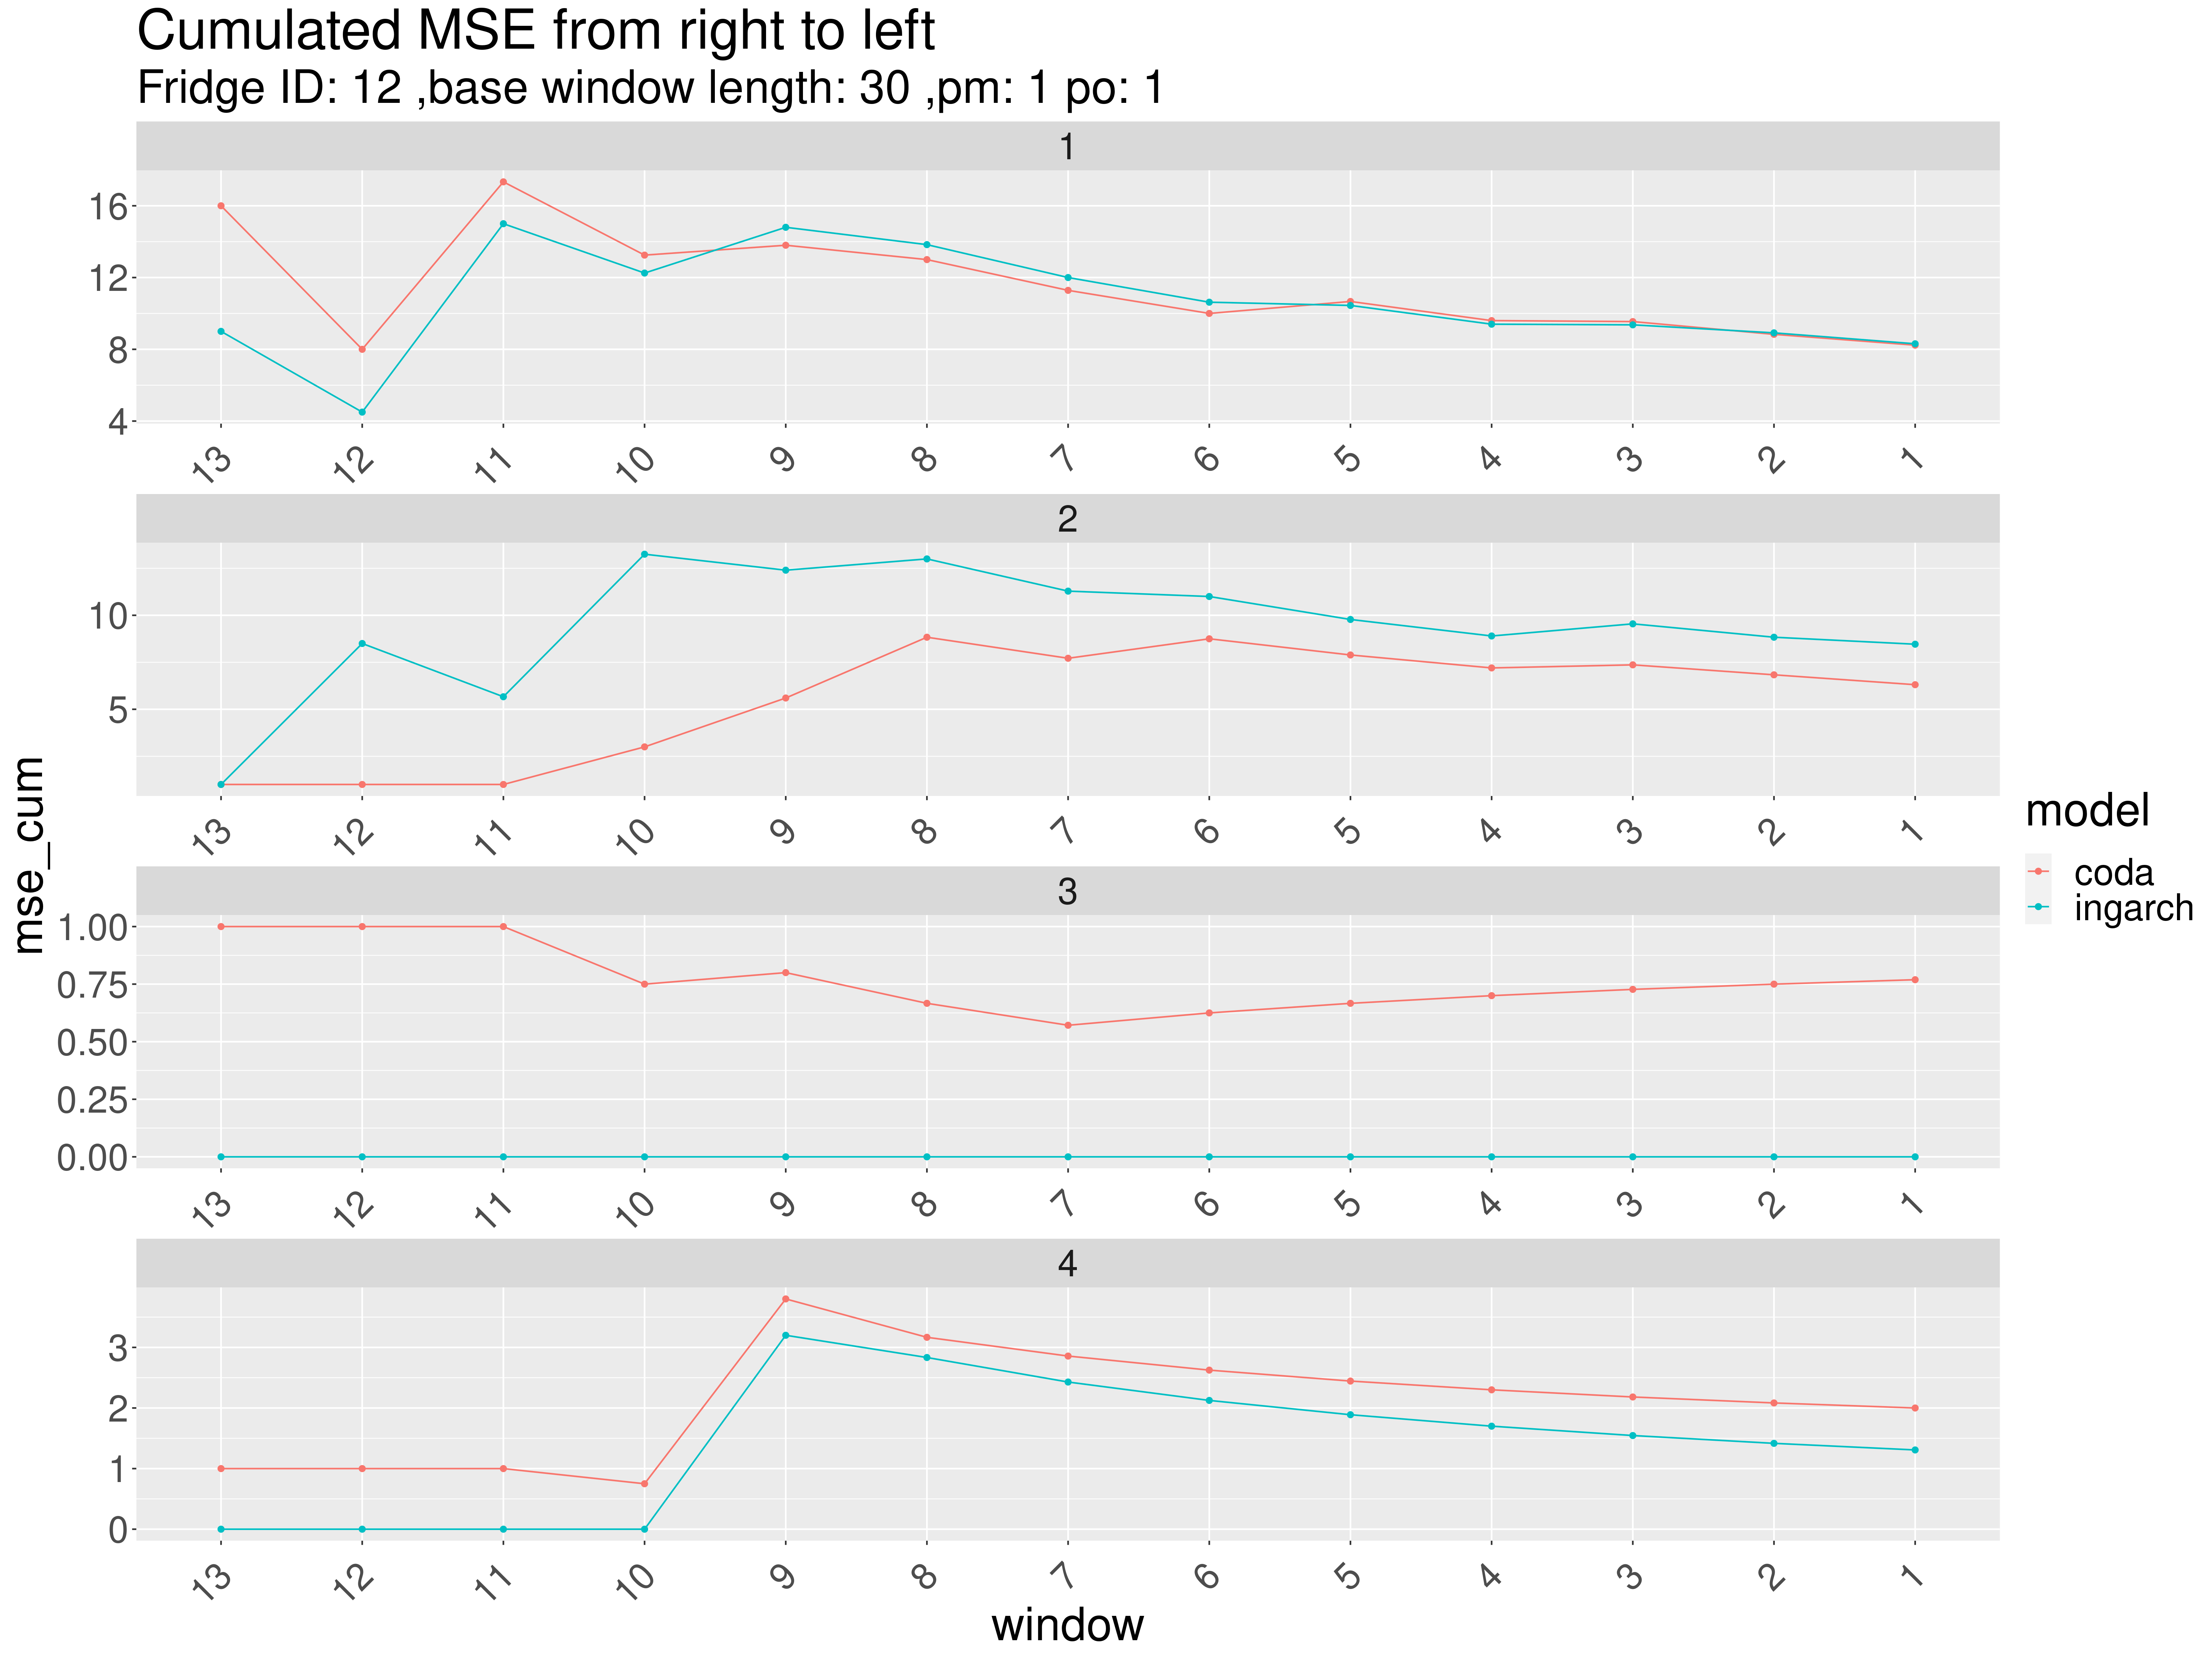 Cumulated MSE from right to left
Fridge ID: 12 ,base window length: 30 ,pm: 1 po: 1
1
16
12
8
4
13 12 11 10 9 8 7 6 5 4 3 2 1
2
10
5
13 12 11 10 9 8 7 6 5 4 3 2 1
3
1.00
0.75
0.50
0.25
0.00
13 12 11 10 9 8 7 6 5 4 3 2 1
4
3
2
1
0
13 12 11 10 9 8 7 6 5 4 3 2 1
window
mse_cum
model
coda
ingarch